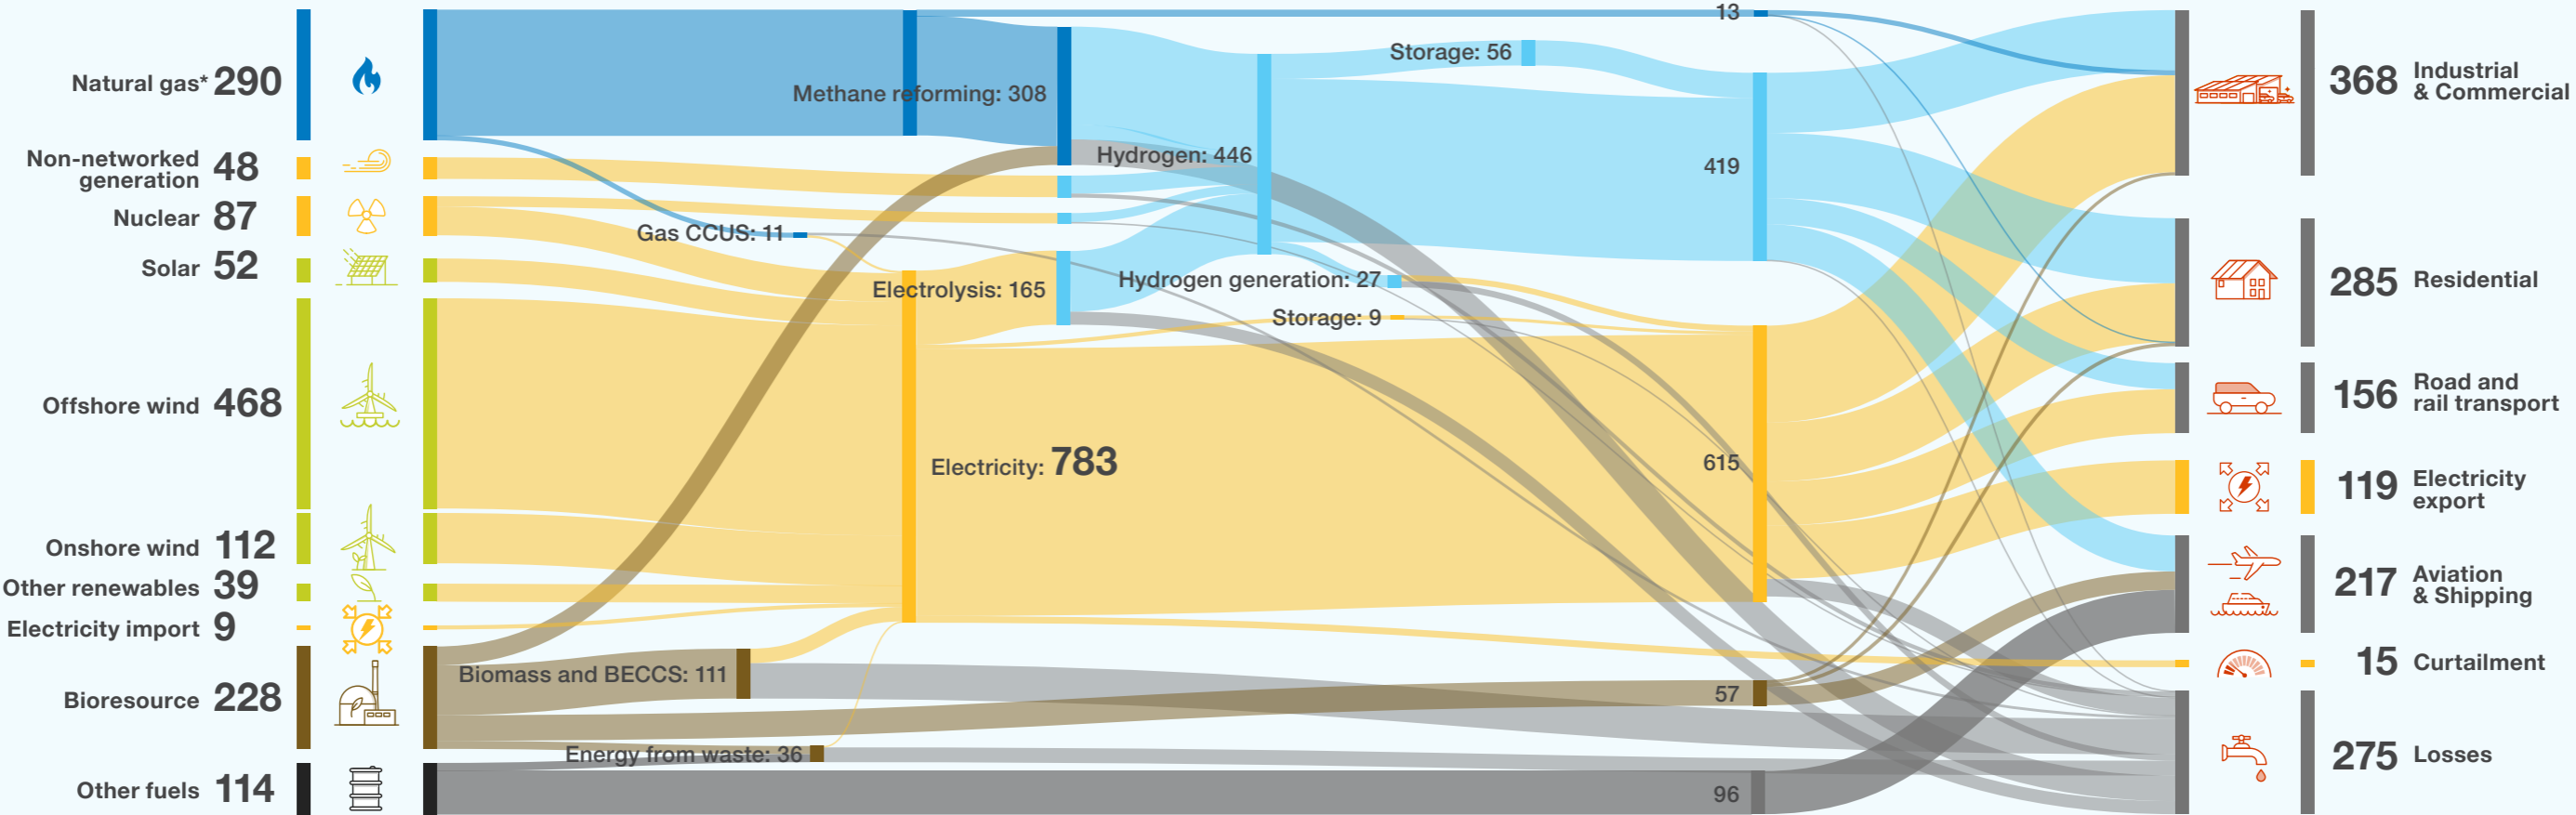 Natural gas* 290
Non-networked
generation 48
Nuclear 87
Solar 52
Offshore wind 468
Onshore wind 112
Other renewables 39
Electricity import 9
Bioresource 228
Other fuels 114
Methane reforming: 308
Gas CCUS: 11
Electrolysis: 165
Electricity: 783
Biomass and BECCS: 111
Energy from waste: 36
Hydrogen: 446
Hydrogen generation: 27
Storage: 56
Storage: 9
13
419
615
57
96
368 Industrial
& Commercial
285 Residential
156 Road and
rail transport
119 Electricity
export
217 Aviation
& Shipping
15 Curtailment
275 Losses